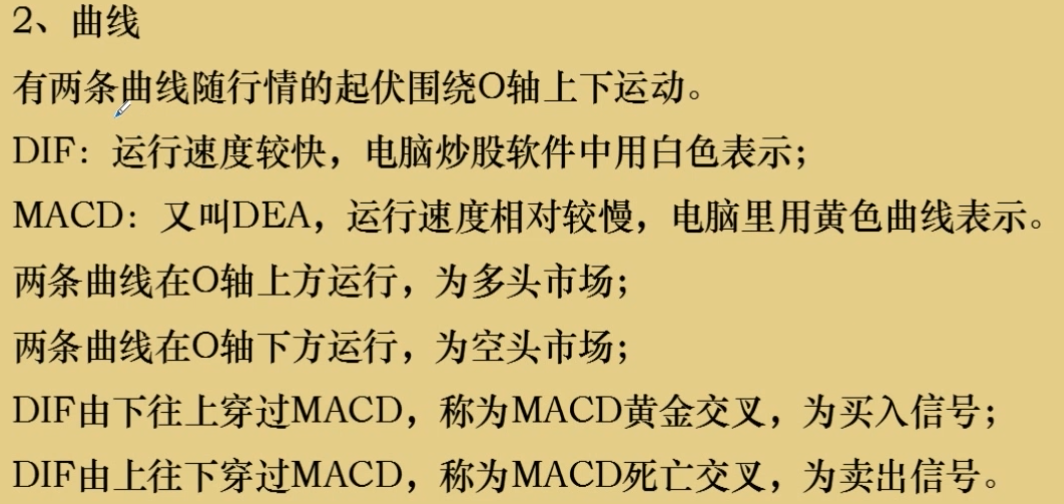 2、曲线
有两条曲线随行情的起伏围绕O轴上下运动。
DIF：运行速度较快，电脑炒股软件中用白色表示；
MACD：又叫DEA，运行速度相对较慢，电脑里用黄色曲线表示。
两条曲线在O轴上方运行，为多头市场；
两条曲线在O轴下方运行，为空头市场；
DIF由下往上穿过MACD，称为MACD黄金交叉，为买入信号；
DIF由上往下穿过MACD，称为MACD死亡交叉，为卖出信号。